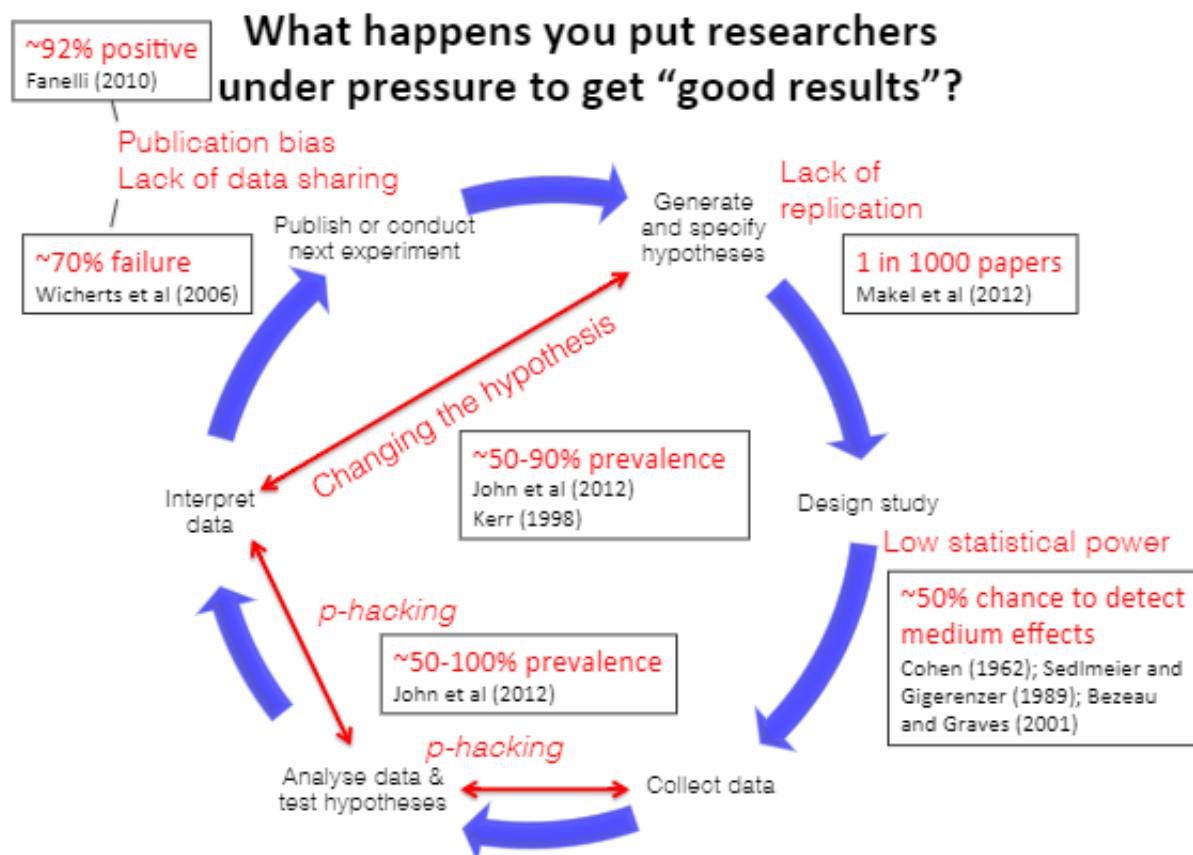 What happens you put researchers
under pressure to get “good results”?
~92% positive
Fanelli (2010)
Publication bias
Lack of data sharing
~70% failure
Wicherts et al (2006)
Publish or conduct
next experiment
Generate
and specify
hypotheses
Lack of
replication
1 in 1000 papers
Makel et al (2012)
Changing the hypothesis
~50-90% prevalence
John et al (2012)
Kerr (1998)
Interpret
data
Design study
Low statistical power
~50% chance to detect
medium effects
Cohen (1962); Sedlmeier and
Gigerenzer (1989); Bezeau
and Graves (2001)
p-hacking
~50-100% prevalence
John et al (2012)
p-hacking
Analyse data &
test hypotheses
Collect data